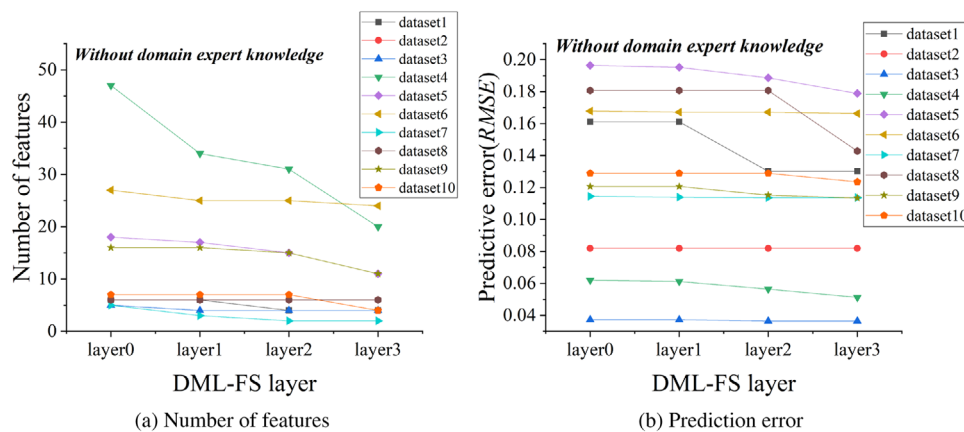 Without domain expert knowledge
Number of features
50
40
30
20
10
0
layer0 layer1 layer2 layer3
DML-FS layer
dataset1
dataset2
dataset3
dataset4
dataset5
dataset6
dataset7
dataset8
dataset9
dataset10
(a) Number of features
Without domain expert knowledge
Predictive error(RMSE)
0.20
0.18
0.16
0.14
0.12
0.10
0.08
0.06
0.04
layer0 layer1 layer2 layer3
DML-FS layer
dataset1
dataset2
dataset3
dataset4
dataset5
dataset6
dataset7
dataset8
dataset9
dataset10
(b) Prediction error